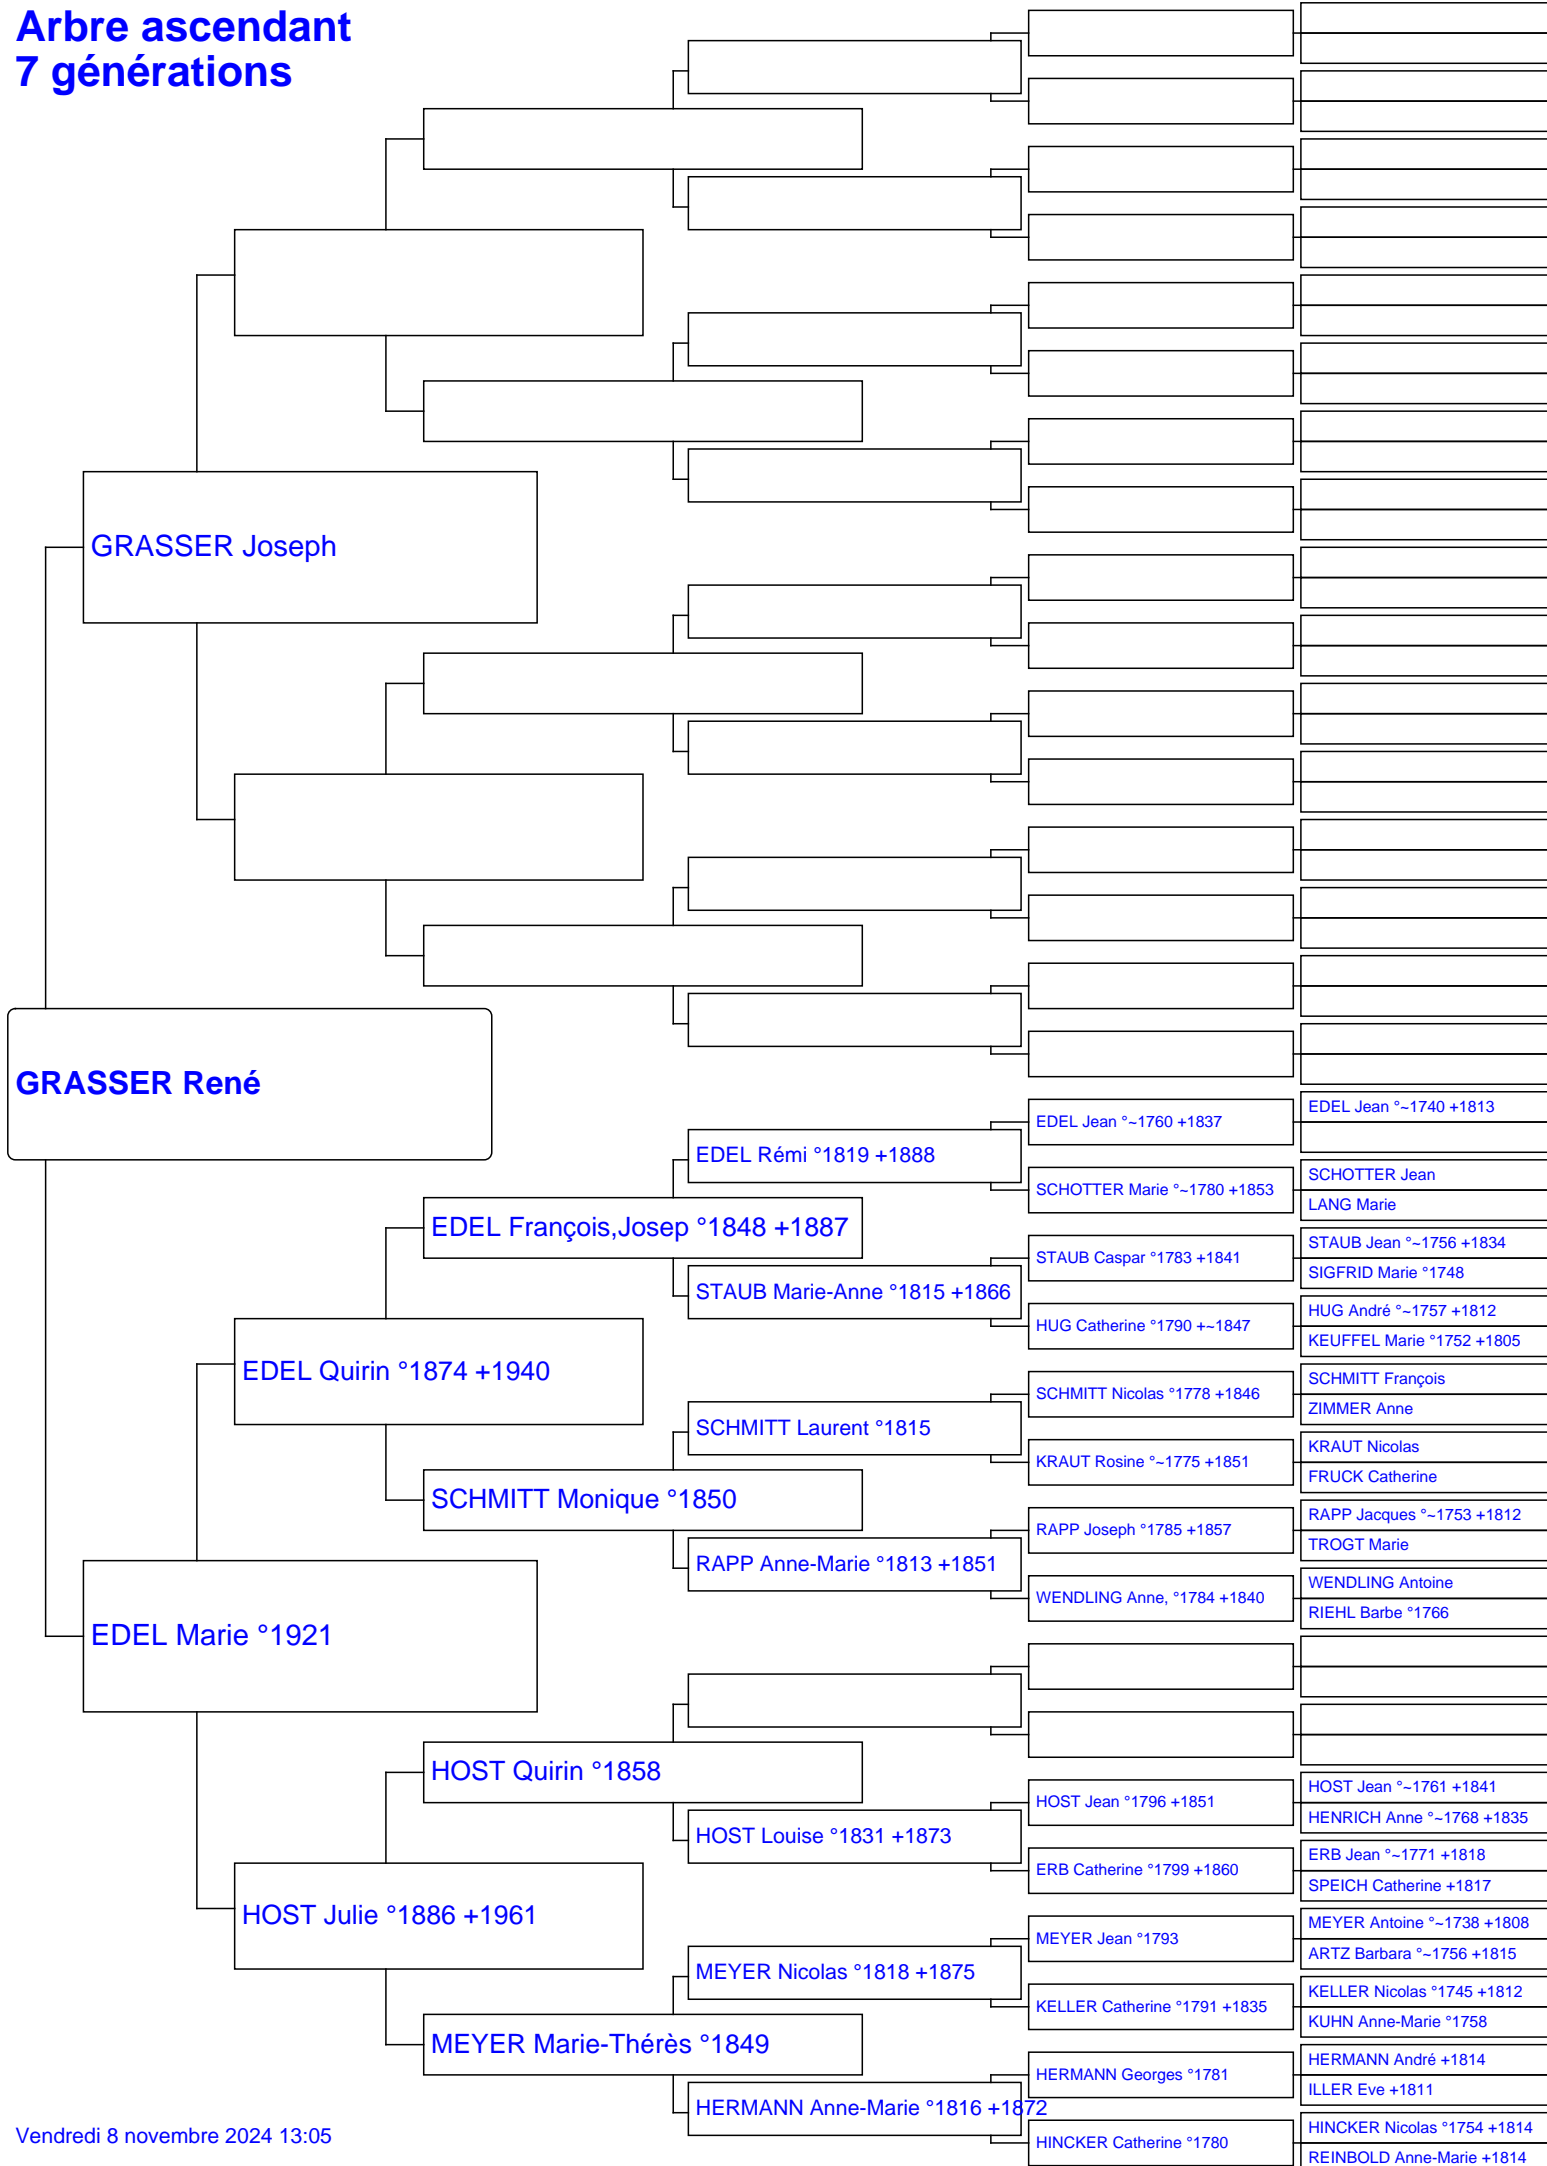 Arbre ascendant
7 générations
GRASSER Joseph
GRASSER René
EDEL Jean °~1740 +1813
EDEL Jean °~1760 +1837
EDEL Rémi °1819 +1888
SCHOTTER Jean
SCHOTTER Marie °~1780 +1853
LANG Marie
EDEL François,Josep °1848 +1887
STAUB Jean °~1756 +1834
STAUB Caspar °1783 +1841
SIGFRID Marie °1748
STAUB Marie-Anne °1815 +1866
HUG André °~1757 +1812
HUG Catherine °1790 +~1847
KEUFFEL Marie °1752 +1805
EDEL Quirin °1874 +1940
SCHMITT François
SCHMITT Nicolas °1778 +1846
ZIMMER Anne
SCHMITT Laurent °1815
KRAUT Nicolas
KRAUT Rosine °~1775 +1851
FRUCK Catherine
SCHMITT Monique °1850
RAPP Jacques °~1753 +1812
RAPP Joseph °1785 +1857
TROGT Marie
RAPP Anne-Marie °1813 +1851
WENDLING Antoine
WENDLING Anne, °1784 +1840
RIEHL Barbe °1766
EDEL Marie °1921
HOST Quirin °1858
HOST Jean °~1761 +1841
HOST Jean °1796 +1851
HENRICH Anne °~1768 +1835
HOST Louise °1831 +1873
ERB Jean °~1771 +1818
ERB Catherine °1799 +1860
SPEICH Catherine +1817
HOST Julie °1886 +1961
MEYER Antoine °~1738 +1808
MEYER Jean °1793
ARTZ Barbara °~1756 +1815
MEYER Nicolas °1818 +1875
KELLER Nicolas °1745 +1812
KELLER Catherine °1791 +1835
KUHN Anne-Marie °1758
MEYER Marie-Thérès °1849
HERMANN André +1814
HERMANN Georges °1781
ILLER Eve +1811
HERMANN Anne-Marie °1816 +1872
HINCKER Nicolas °1754 +1814
HINCKER Catherine °1780
REINBOLD Anne-Marie +1814
Vendredi 8 novembre 2024 13:05